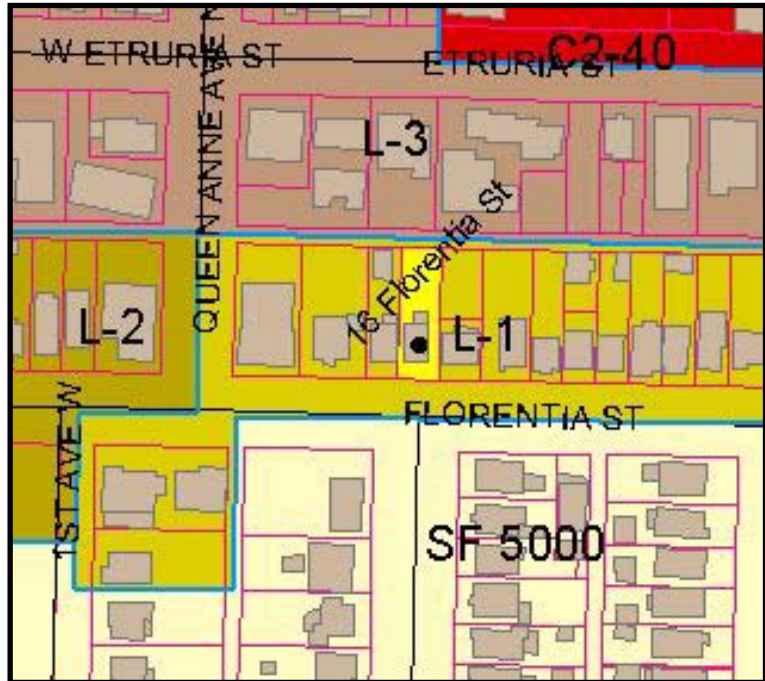 W ETRURIA ST
ETRURIA ST
C2-40
QUEEN ANNE AVE N
L-3
16 Florentia St
L-2
L-1
1ST AVE W
FLORENTIA ST
SF 5000